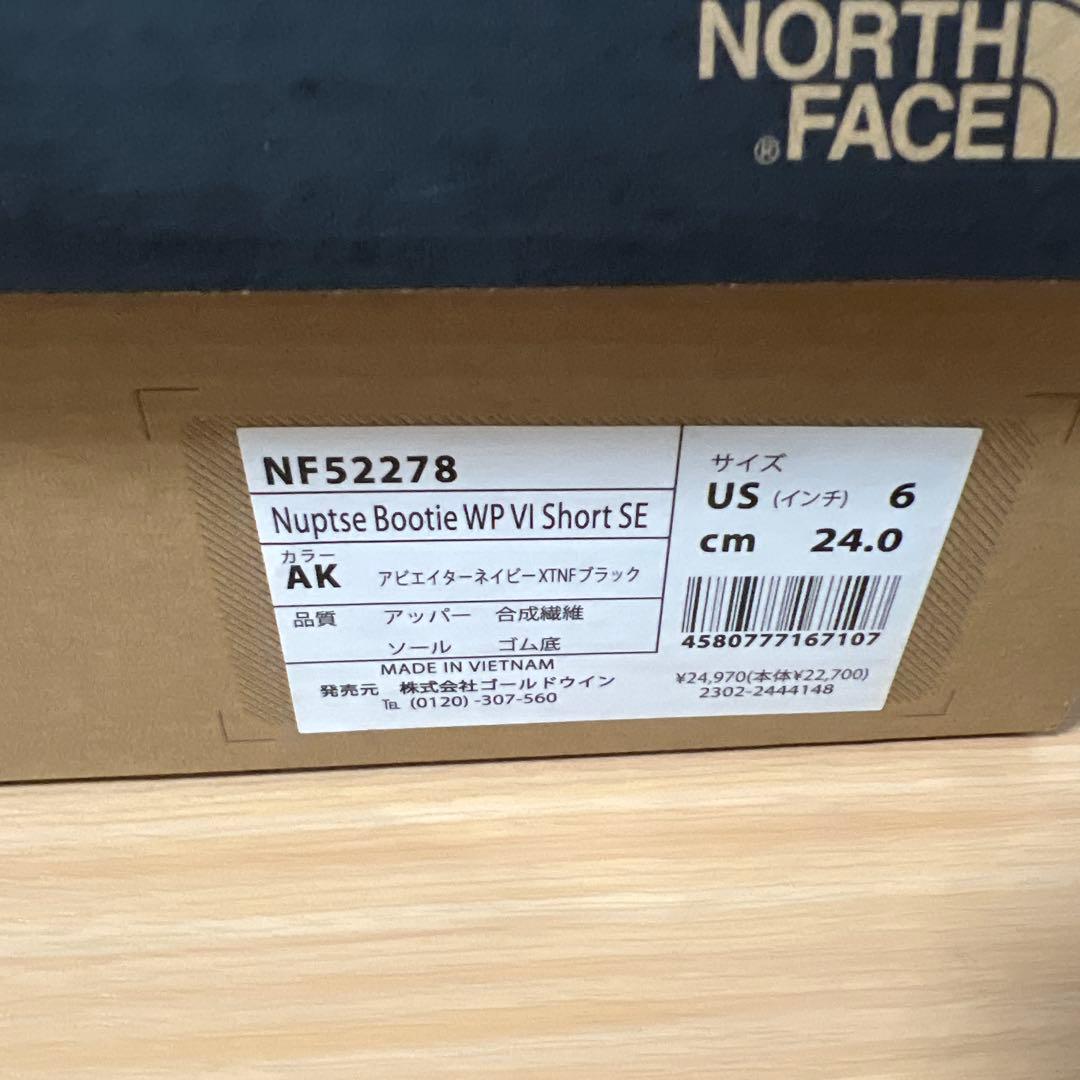 NORTH
FACE
®
NF52278
Nuptse Bootie WP VI Short SE
カラー
AK アビエイターネイビーXTNFブラック
品質 アッパー 合成繊維
ソール ゴム底
MADE IN VIETNAM
発売元 株式会社ゴールドウイン
℡ (0120) -307-560
サイズ
US (インチ) 6
cm 24.0
4580777167107
¥24,970(本体¥22,700)
2302-2444148